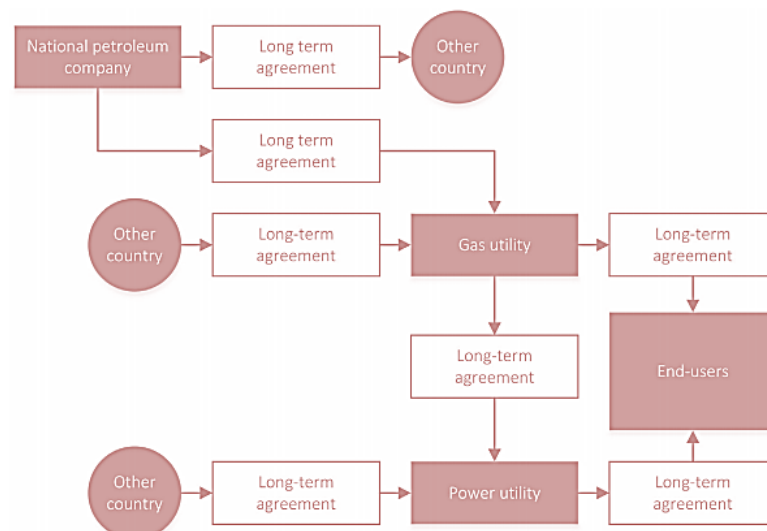 National petroleum
company
Long term
agreement
Other
country
Long term
agreement
Other
country
Long-term
agreement
Gas utility
Long-term
agreement
Long-term
agreement
End-users
Other
country
Long-term
agreement
Power utility
Long-term
agreement